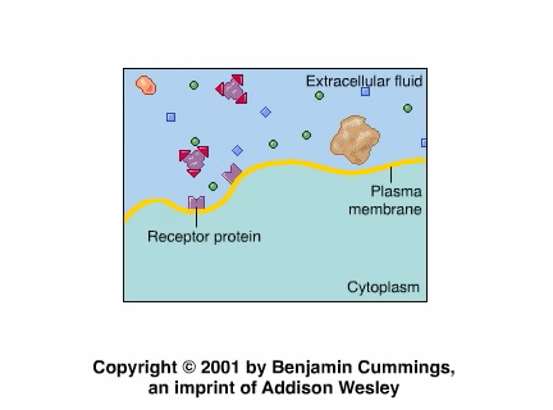 Extracellular fluid
Plasma
membrane
Receptor protein
Cytoplasm
Copyright © 2001 by Benjamin Cummings,
an imprint of Addison Wesley